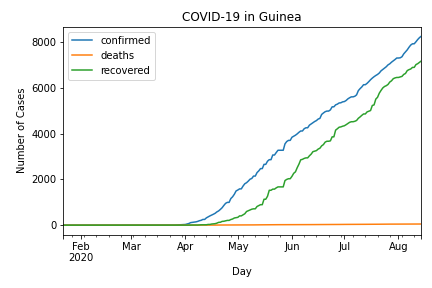 COVID-19 in Guinea
confirmed
deaths
recovered
Number of Cases
8000
6000
4000
2000
0
Feb Mar Apr May Jun Jul Aug
2020
Day